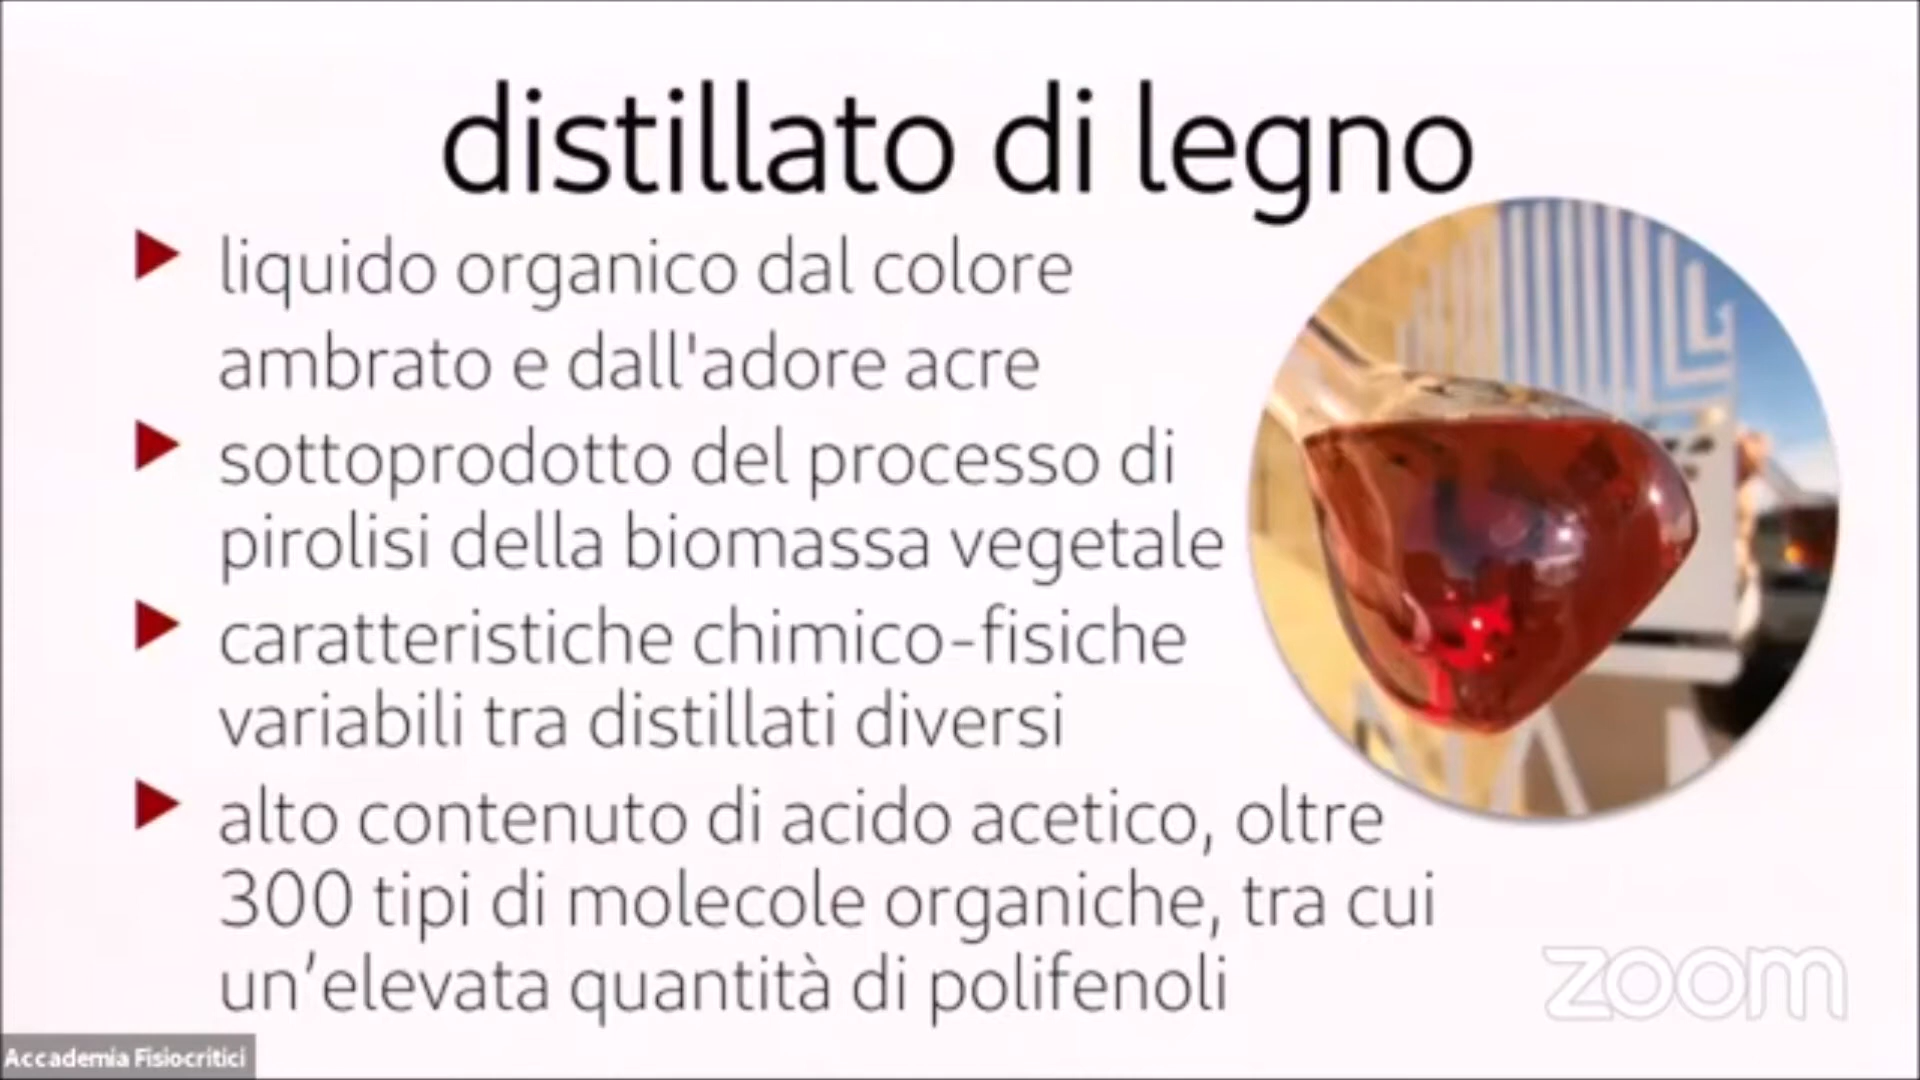 distillato di legno
liquido organico dal colore
ambrato e dall'adore acre
sottoprodotto del processo di
pirolisi della biomassa vegetale
caratteristiche chimico-fisiche
variabili tra distillati diversi
alto contenuto di acido acetico, oltre
300 tipi di molecole organiche, tra cui
un’elevata quantità di polifenoli
zoom
Accademia Fisiocritici